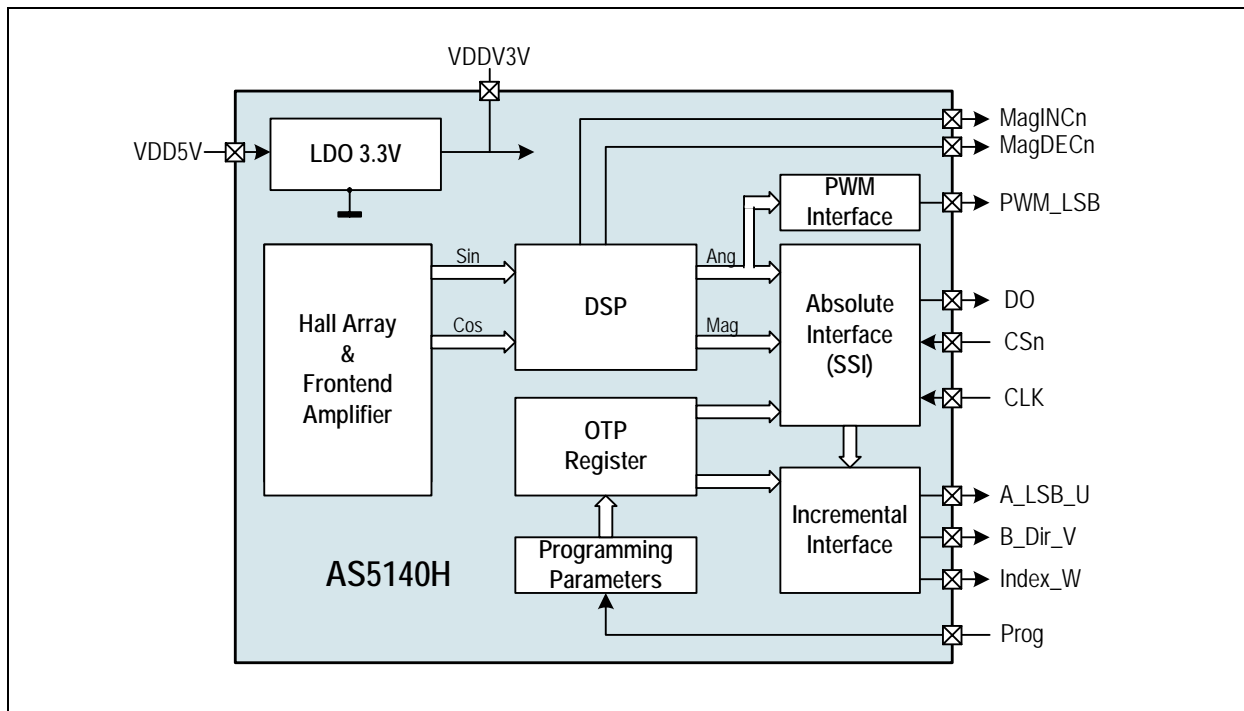 VDDV3V
VDD5V
LDO 3.3V
MagINCn
MagDECn
PWM
Interface
PWM_LSB
Hall Array
&
Frontend
Amplifier
Sin
Cos
DSP
Ang
Mag
Absolute
Interface
(SSI)
DO
CSn
CLK
OTP
Register
Programming
Parameters
Incremental
Interface
A_LSB_U
B_Dir_V
Index_W
Prog
AS5140H